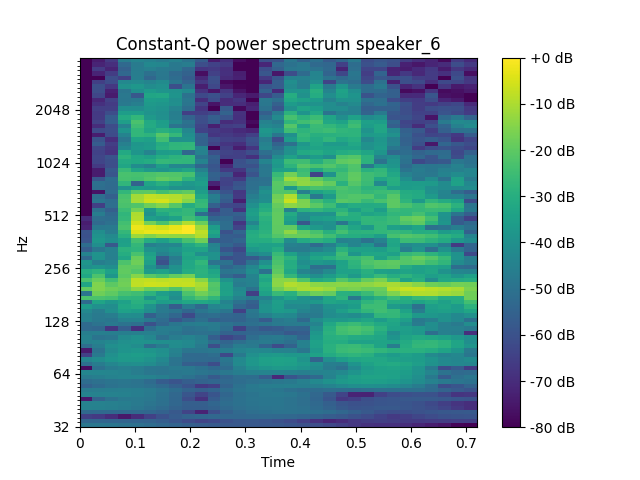 Constant-Q power spectrum speaker_6
+0 dB
-10 dB
-20 dB
-30 dB
-40 dB
-50 dB
-60 dB
-70 dB
-80 dB
2048
1024
512
256
128
64
32
Hz
0
0.1
0.2
0.3
0.4
0.5
0.6
0.7
Time